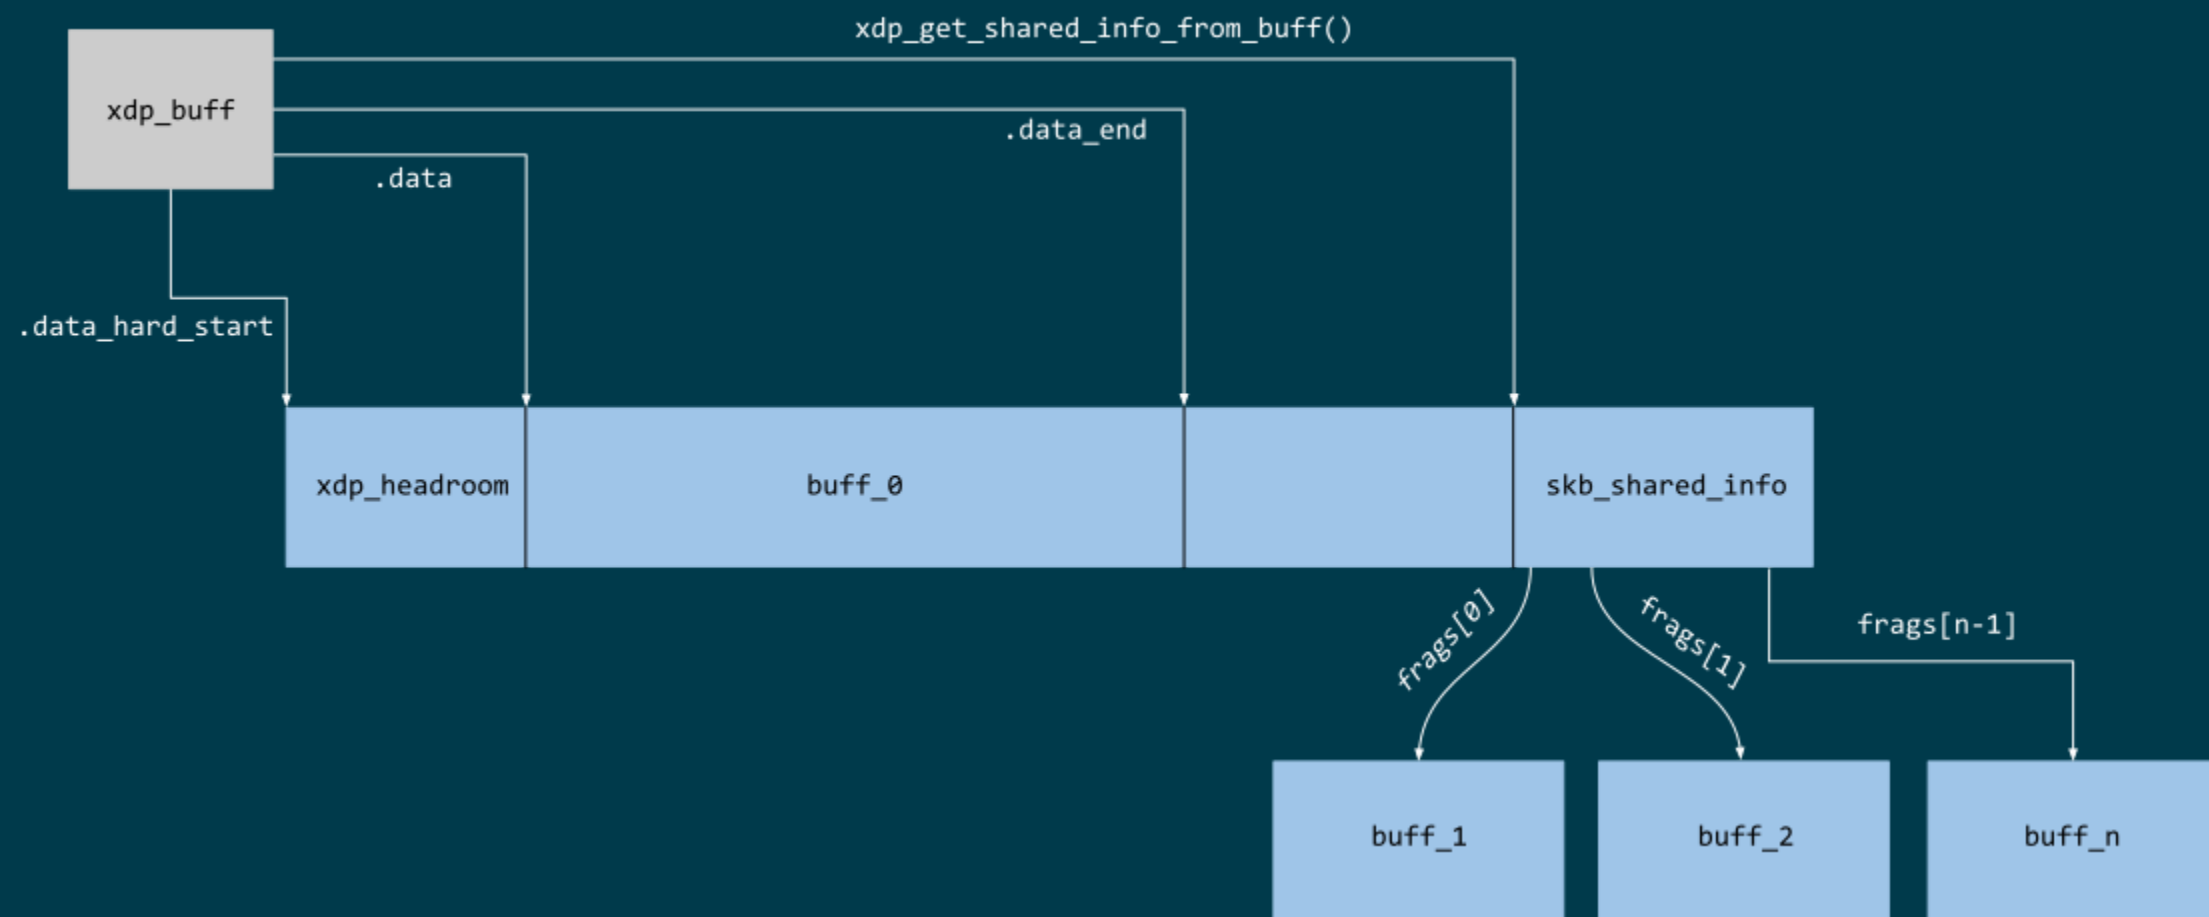 xdp_get_shared_info_from_buff()
xdp_buff
.data_end
.data
.data_hard_start
xdp_headroom
buff_0
skb_shared_info
frags[0]
frags[1]
frags[n-1]
buff_1
buff_2
buff_n